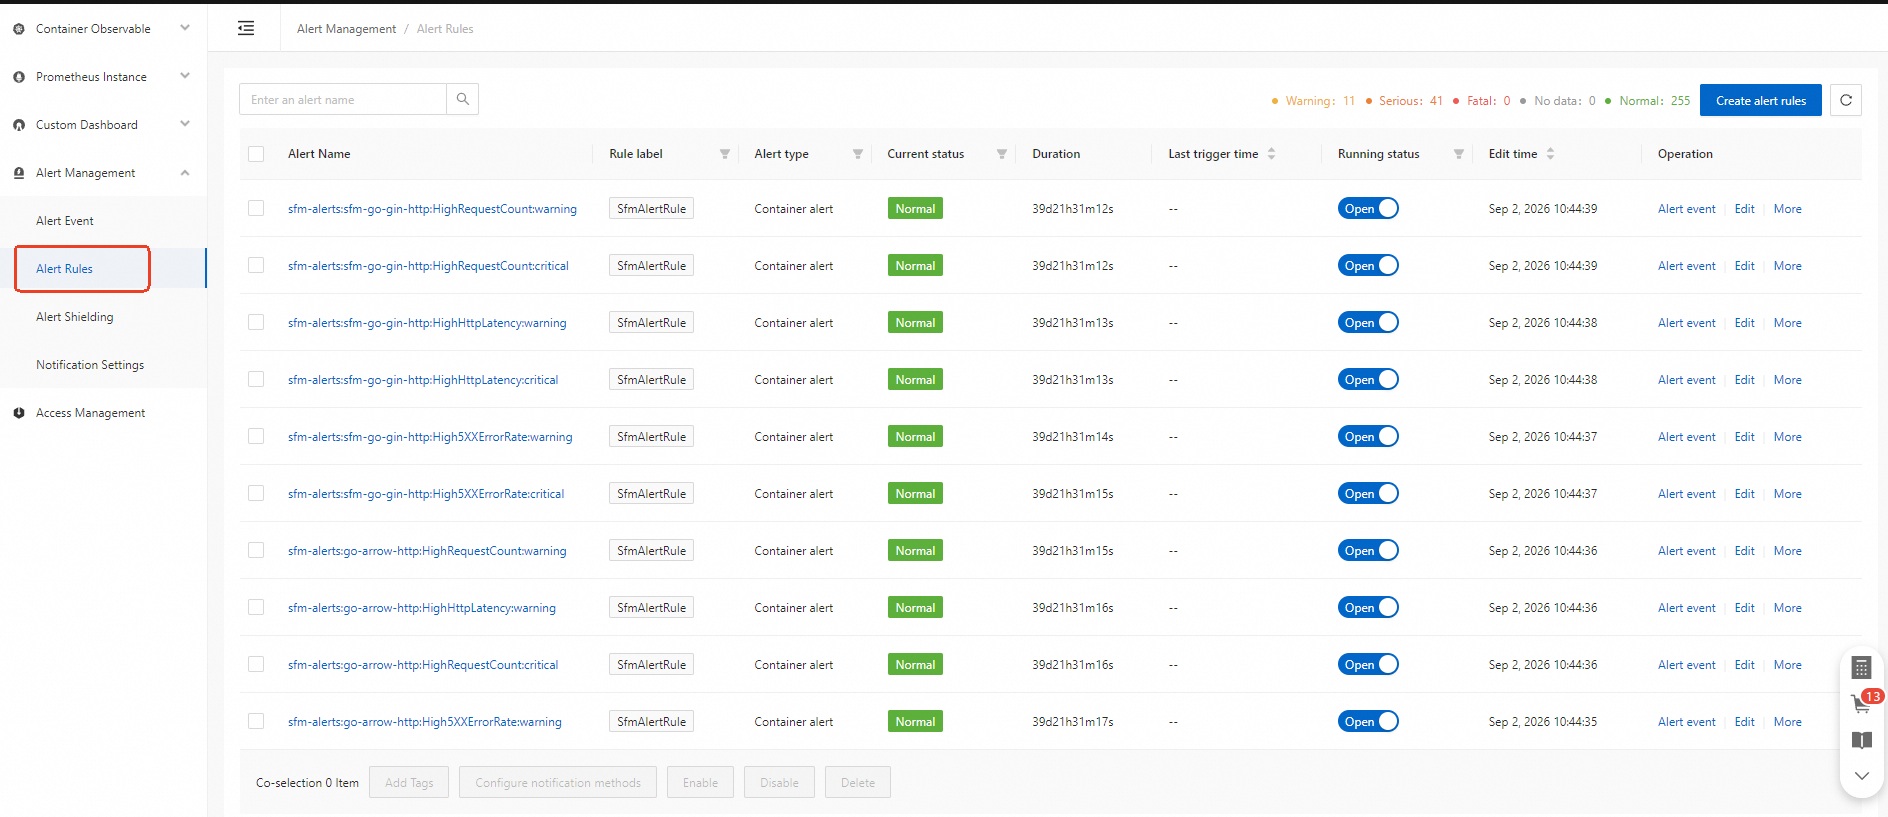 Container Observable
Prometheus Instance
Custom Dashboard
Alert Management
Alert Event
Alert Rules
Alert Shielding
Notification Settings
Access Management
Alert Management / Alert Rules
Enter an alert name
Warning: 11 Serious: 41 Fatal: 0 No data: 0 Normal: 255 Create alert rules
Alert Name Rule label Alert type Current status Duration Last trigger time Running status Edit time Operation
sfm-alerts:sfm-go-gin-http:HighRequestCount:warning SfmAlertRule Container alert Normal 39d21h31m12s -- Open Sep 2, 2026 10:44:39 Alert event Edit More
sfm-alerts:sfm-go-gin-http:HighRequestCount:critical SfmAlertRule Container alert Normal 39d21h31m12s -- Open Sep 2, 2026 10:44:39 Alert event Edit More
sfm-alerts:sfm-go-gin-http:HighHttpLatency:warning SfmAlertRule Container alert Normal 39d21h31m13s -- Open Sep 2, 2026 10:44:38 Alert event Edit More
sfm-alerts:sfm-go-gin-http:HighHttpLatency:critical SfmAlertRule Container alert Normal 39d21h31m13s -- Open Sep 2, 2026 10:44:38 Alert event Edit More
sfm-alerts:sfm-go-gin-http:High5XXErrorRate:warning SfmAlertRule Container alert Normal 39d21h31m14s -- Open Sep 2, 2026 10:44:37 Alert event Edit More
sfm-alerts:sfm-go-gin-http:High5XXErrorRate:critical SfmAlertRule Container alert Normal 39d21h31m15s -- Open Sep 2, 2026 10:44:37 Alert event Edit More
sfm-alerts:go-arrow-http:HighRequestCount:warning SfmAlertRule Container alert Normal 39d21h31m15s -- Open Sep 2, 2026 10:44:36 Alert event Edit More
sfm-alerts:go-arrow-http:HighHttpLatency:warning SfmAlertRule Container alert Normal 39d21h31m16s -- Open Sep 2, 2026 10:44:36 Alert event Edit More
sfm-alerts:go-arrow-http:HighRequestCount:critical SfmAlertRule Container alert Normal 39d21h31m16s -- Open Sep 2, 2026 10:44:36 Alert event Edit More
sfm-alerts:go-arrow-http:High5XXErrorRate:warning SfmAlertRule Container alert Normal 39d21h31m17s -- Open Sep 2, 2026 10:44:35 Alert event Edit More
13
Co-selection 0 Item Add Tags Configure notification methods Enable Disable Delete